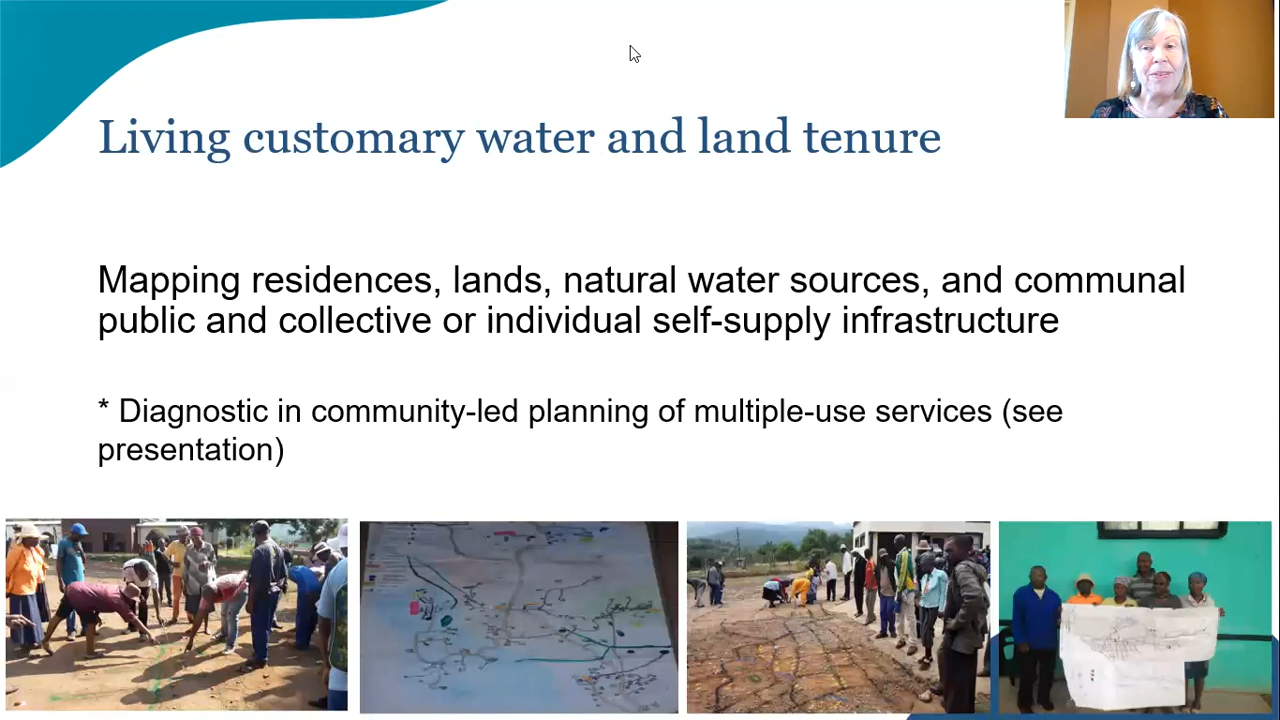 Living customary water and land tenure
Mapping residences, lands, natural water sources, and communal
public and collective or individual self-supply infrastructure
* Diagnostic in community-led planning of multiple-use services (see
presentation)